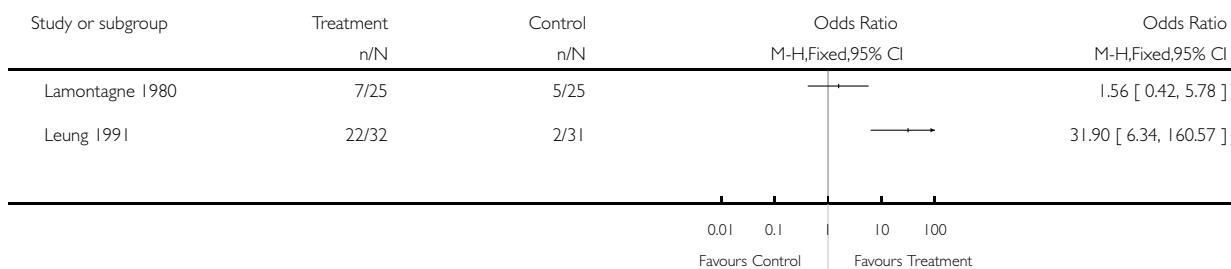 Study or subgroup Treatment Control Odds Ratio Odds Ratio
n/N n/N M-H,Fixed,95% CI M-H,Fixed,95% CI
Lamontagne 1980 7/25 5/25 1.56 [ 0.42, 5.78 ]
Leung 1991 22/32 2/31 31.90 [ 6.34, 160.57 ]
0.01 0.1 1 10 100
Favours Control Favours Treatment